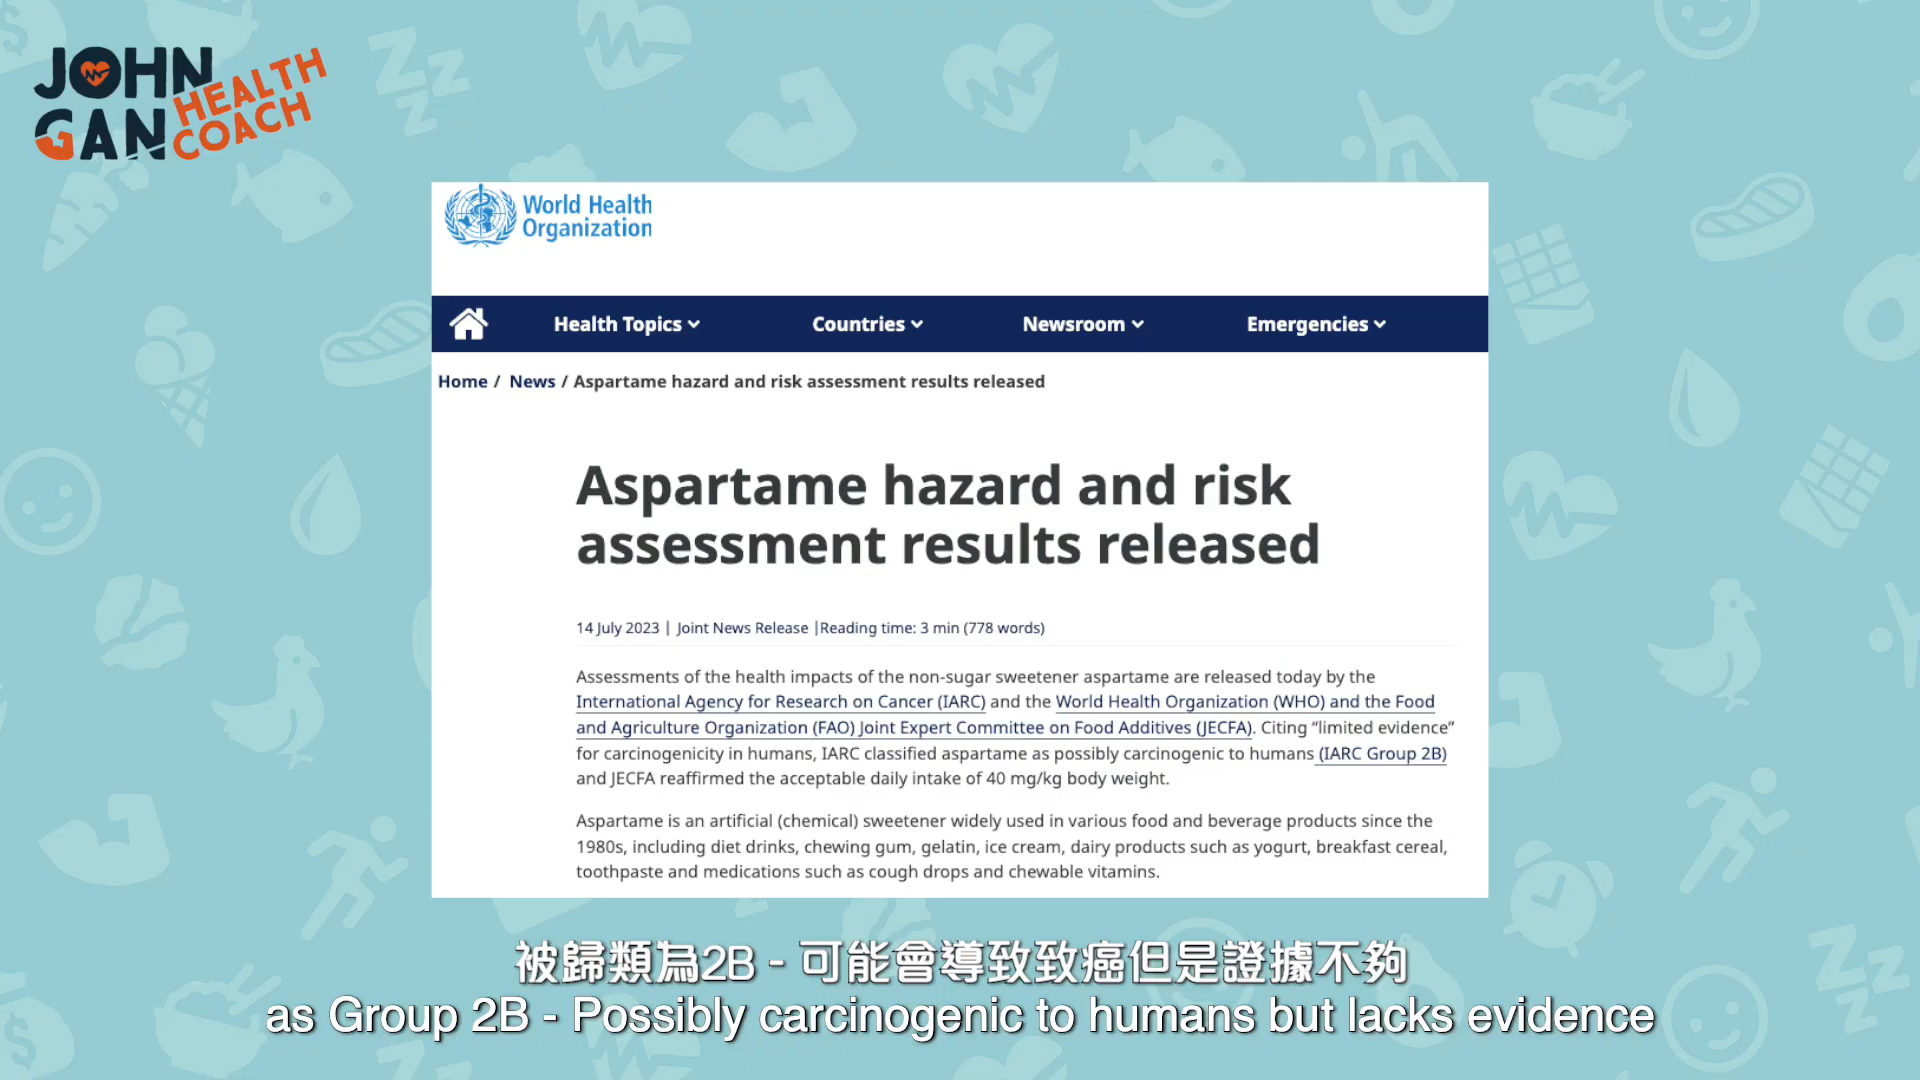 JOHN
GAN
HEALTH
COACH
World Health
Organization
Health Topics
Countries
Newsroom
Emergencies
Home / News / Aspartame hazard and risk assessment results released
Aspartame hazard and risk
assessment results released
14 July 2023 | Joint News Release |Reading time: 3 min (778 words)
Assessments of the health impacts of the non-sugar sweetener aspartame are released today by the
International Agency for Research on Cancer (IARC) and the World Health Organization (WHO) and the Food
and Agriculture Organization (FAO) Joint Expert Committee on Food Additives (JECFA). Citing “limited evidence”
for carcinogenicity in humans, IARC classified aspartame as possibly carcinogenic to humans (IARC Group 2B)
and JECFA reaffirmed the acceptable daily intake of 40 mg/kg body weight.
Aspartame is an artificial (chemical) sweetener widely used in various food and beverage products since the
1980s, including diet drinks, chewing gum, gelatin, ice cream, dairy products such as yogurt, breakfast cereal,
toothpaste and medications such as cough drops and chewable vitamins.
被歸類為2B - 可能會導致致癌但是證據不夠
as Group 2B - Possibly carcinogenic to humans but lacks evidence